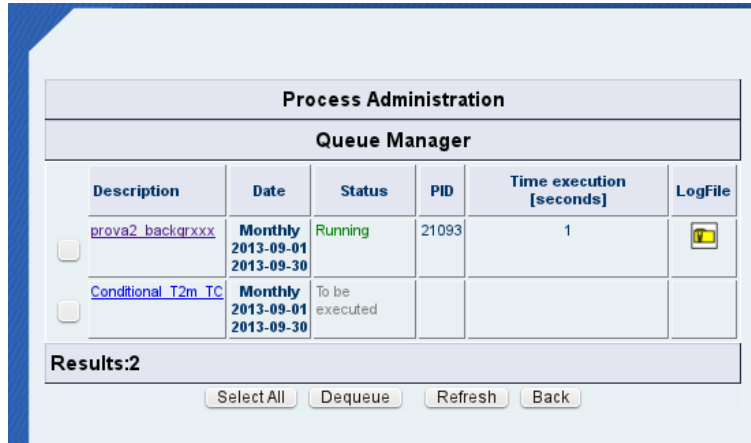 Process Administration
Queue Manager
Description Date Status PID Time execution [seconds] LogFile
prova2_backgrxxx Monthly 2013-09-01 2013-09-30 Running 21093 1
Conditional_T2m_TC Monthly 2013-09-01 2013-09-30 To be executed
Results:2
Select All Dequeue Refresh Back